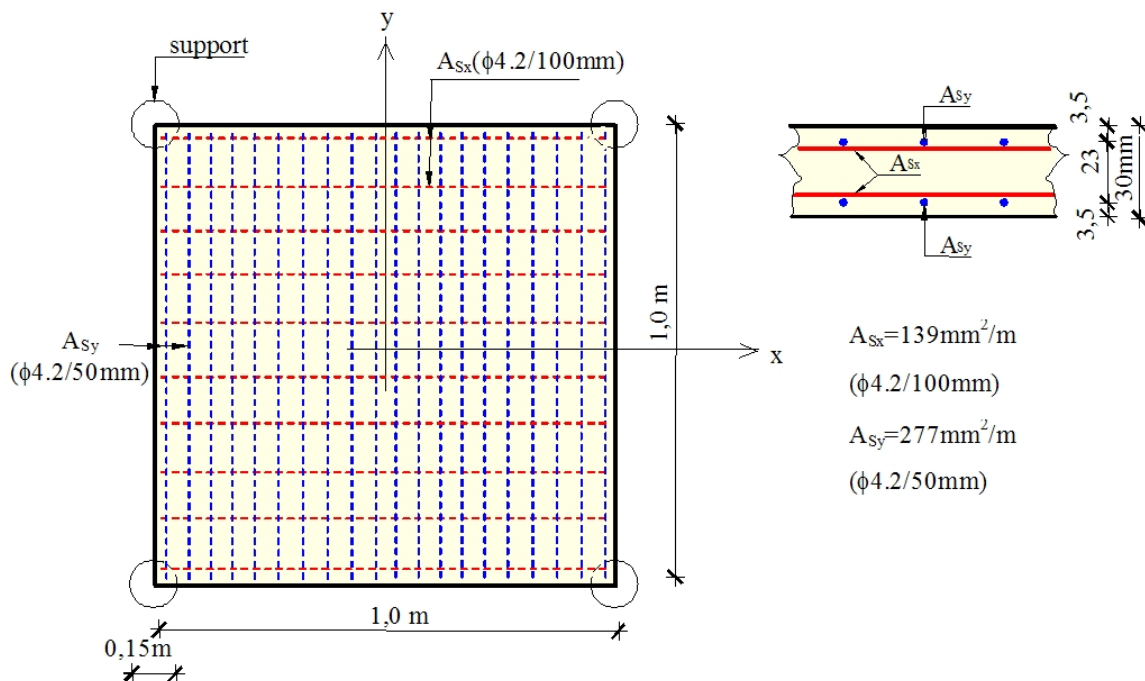 y
support
A_Sx(ϕ4.2/100mm)
A_Sy
(ϕ4.2/50mm)
x
1,0 m
1,0 m
0,15m
A_Sy
A_Sx
A_Sy
3,5
23
3,5
30mm
A_Sx=139mm²/m
(ϕ4.2/100mm)
A_Sy=277mm²/m
(ϕ4.2/50mm)